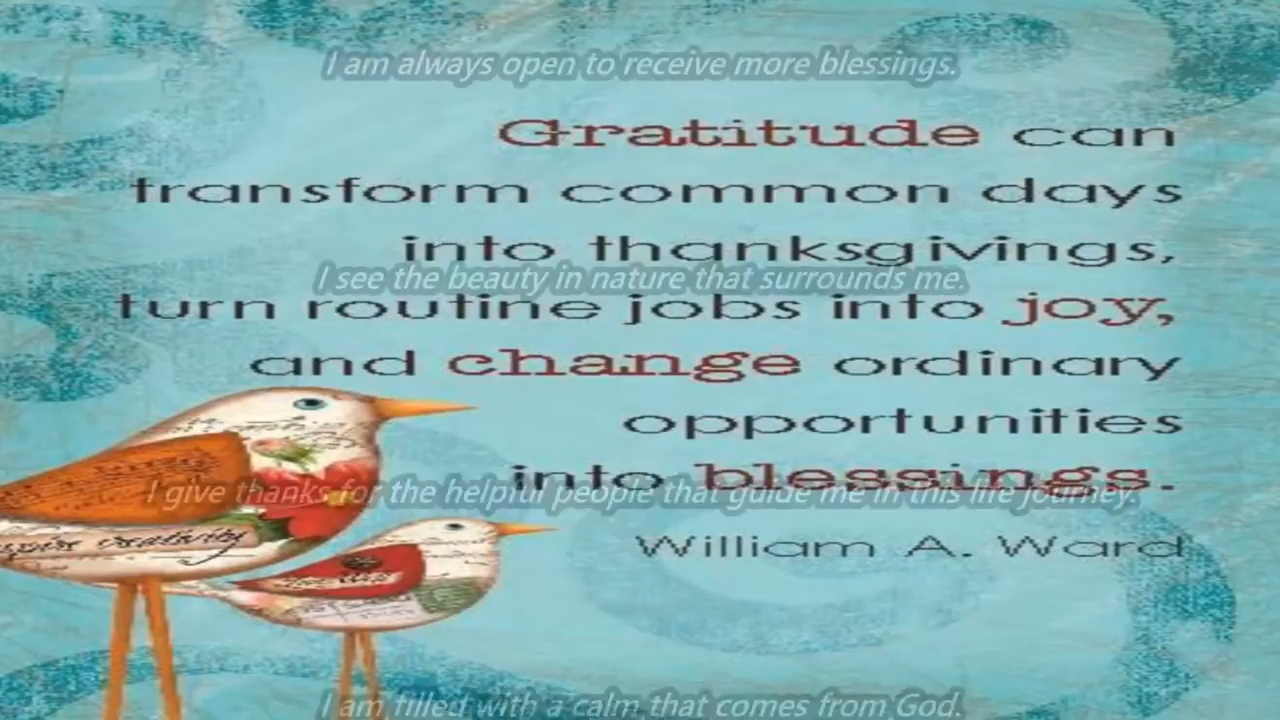 I am always open to receive more blessings.
Gratitude can
transform common days
into thanksgivings,
I see the beauty in nature that surrounds me.
turn routine jobs into joy,
and change ordinary
opportunities
into blessings.
I give thanks for the helpful people that guide me in this life journey.
creativity
William A. Ward
I am filled with a calm that comes from God.